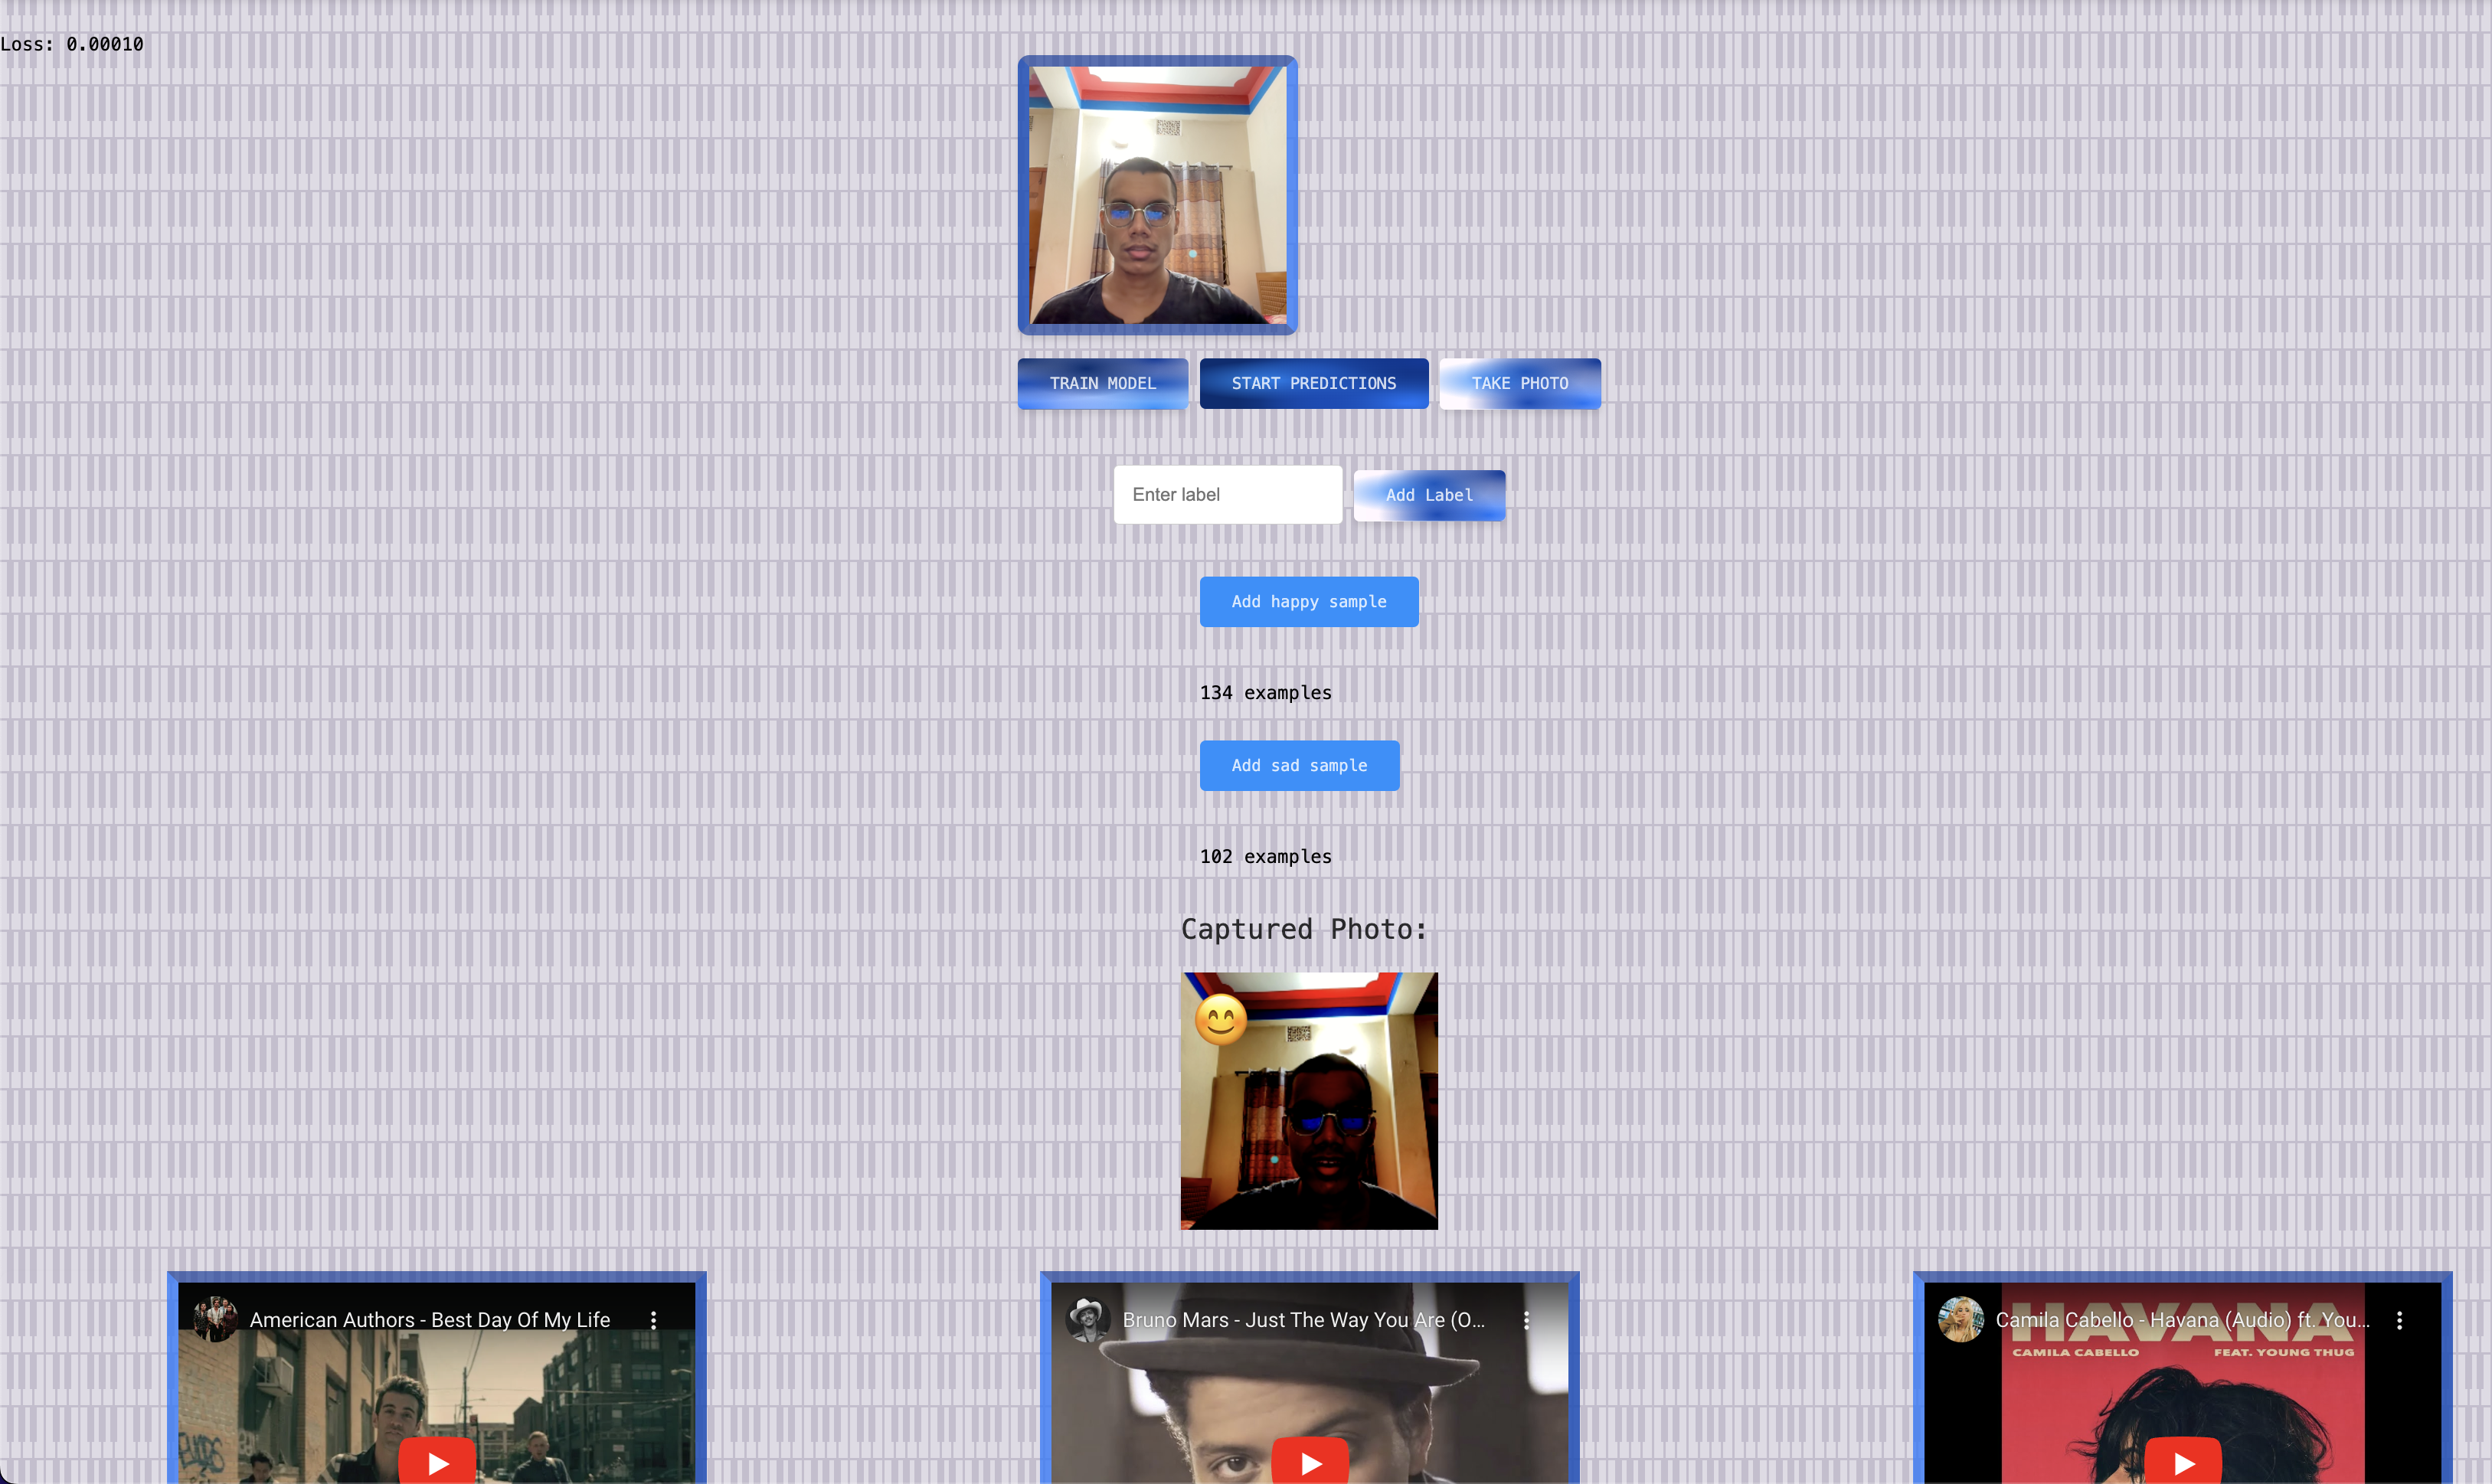 Loss: 0.00010
TRAIN MODEL
START PREDICTIONS
TAKE PHOTO
Enter label
Add Label
Add happy sample
134 examples
Add sad sample
102 examples
Captured Photo:
American Authors - Best Day Of My Life
Bruno Mars - Just The Way You Are (O...
Camila Cabello - Havana (Audio) ft. You...
HAVANA
CAMILA CABELLO
FEAT. YOUNG THUG